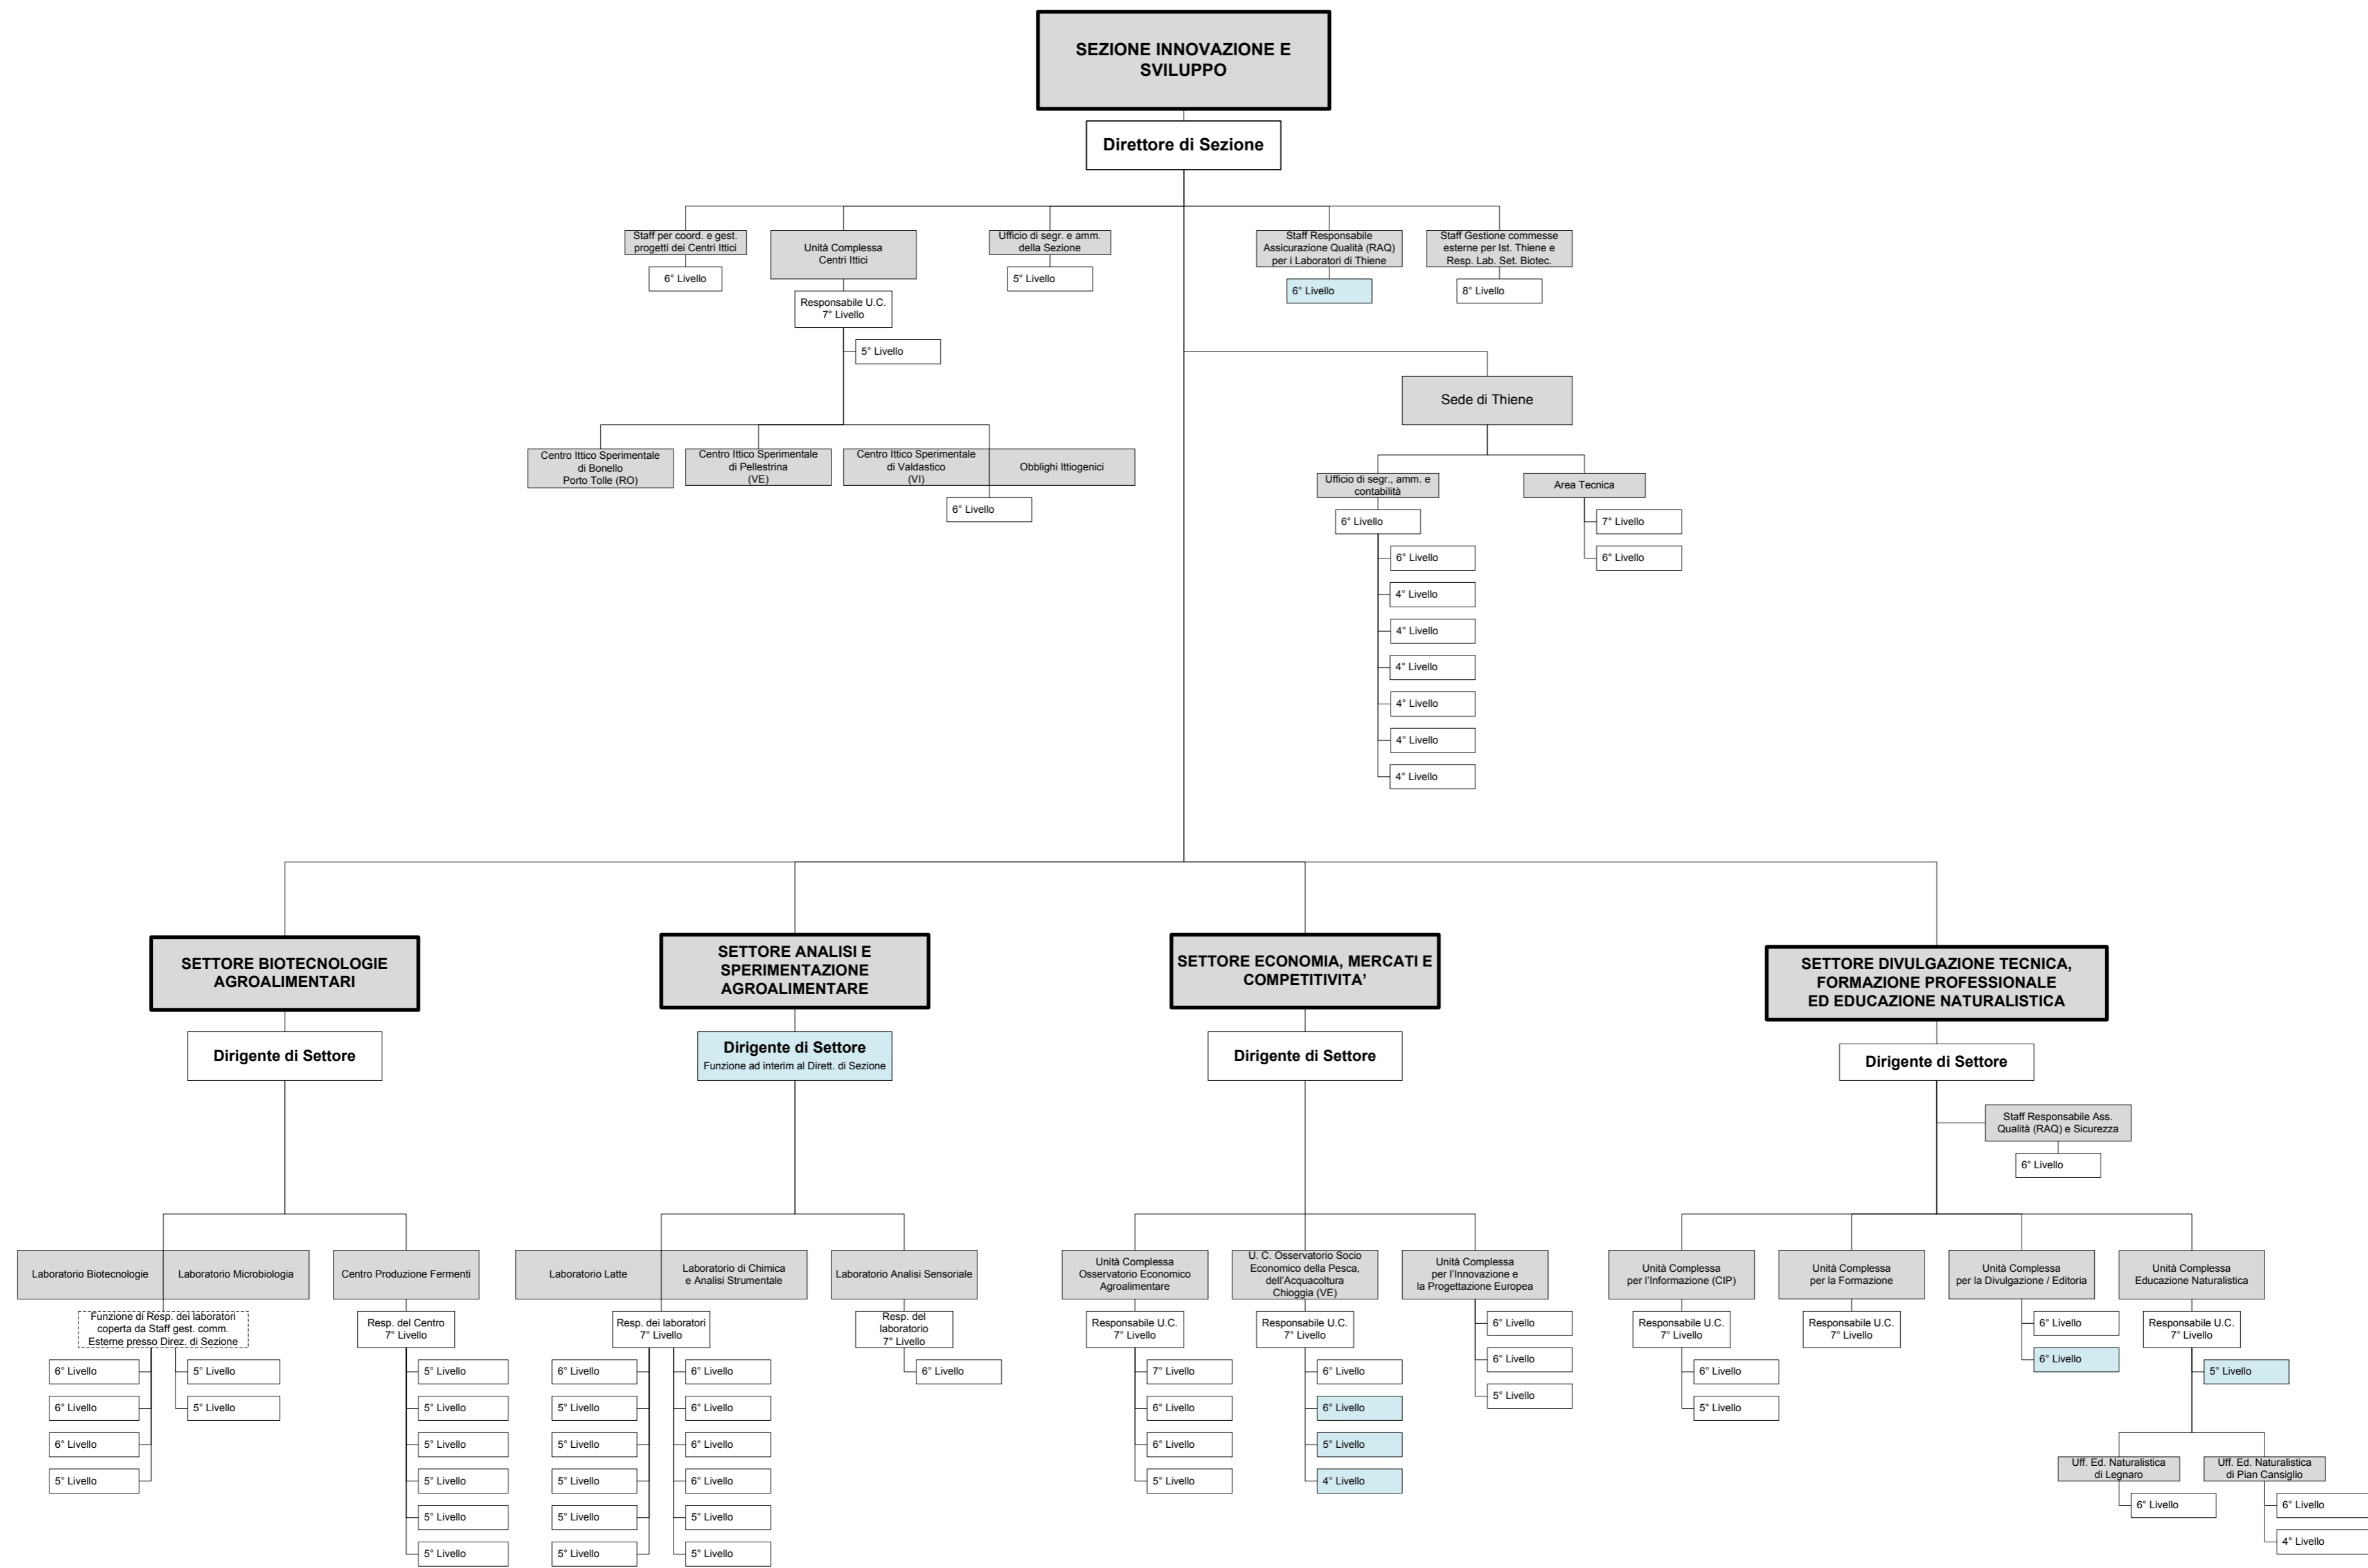 SEZIONE INNOVAZIONE E
SVILUPPO
Direttore di Sezione
Staff per coord. e gest.
progetti dei Centri Ittici
6° Livello
Unità Complessa
Centri Ittici
Responsabile U.C.
7° Livello
5° Livello
Ufficio di segr. e amm.
della Sezione
5° Livello
Staff Responsabile
Assicurazione Qualità (RAQ)
per i Laboratori di Thiene
6° Livello
Staff Gestione commesse
esterne per Ist. Thiene e
Resp. Lab. Set. Biotec.
8° Livello
Centro Ittico Sperimentale
di Bonello
Porto Tolle (RO)
Centro Ittico Sperimentale
di Pellestrina
(VE)
Centro Ittico Sperimentale
di Valdastico
(VI)
Obblighi Ittiogenici
6° Livello
Sede di Thiene
Ufficio di segr., amm. e
contabilità
6° Livello
6° Livello
4° Livello
4° Livello
4° Livello
4° Livello
4° Livello
4° Livello
Area Tecnica
7° Livello
6° Livello
SETTORE BIOTECNOLOGIE
AGROALIMENTARI
Dirigente di Settore
Laboratorio Biotecnologie
Laboratorio Microbiologia
Funzione di Resp. dei laboratori
coperta da Staff gest. comm.
Esterne presso Direz. di Sezione
6° Livello
6° Livello
6° Livello
5° Livello
5° Livello
5° Livello
Centro Produzione Fermenti
Resp. del Centro
7° Livello
5° Livello
5° Livello
5° Livello
5° Livello
5° Livello
5° Livello
SETTORE ANALISI E
SPERIMENTAZIONE
AGROALIMENTARE
Dirigente di Settore
Funzione ad interim al Dirett. di Sezione
Laboratorio Latte
Laboratorio di Chimica
e Analisi Strumentale
Resp. dei laboratori
7° Livello
6° Livello
5° Livello
5° Livello
5° Livello
5° Livello
5° Livello
6° Livello
6° Livello
6° Livello
6° Livello
5° Livello
5° Livello
Laboratorio Analisi Sensoriale
Resp. del
laboratorio
7° Livello
6° Livello
SETTORE ECONOMIA, MERCATI E
COMPETITIVITA’
Dirigente di Settore
Unità Complessa
Osservatorio Economico
Agroalimentare
Responsabile U.C.
7° Livello
7° Livello
6° Livello
6° Livello
5° Livello
U. C. Osservatorio Socio
Economico della Pesca,
dell’Acquacoltura
Chioggia (VE)
Responsabile U.C.
7° Livello
6° Livello
6° Livello
5° Livello
4° Livello
Unità Complessa
per l’Innovazione e
la Progettazione Europea
6° Livello
6° Livello
5° Livello
SETTORE DIVULGAZIONE TECNICA,
FORMAZIONE PROFESSIONALE
ED EDUCAZIONE NATURALISTICA
Dirigente di Settore
Staff Responsabile Ass.
Qualità (RAQ) e Sicurezza
6° Livello
Unità Complessa
per l’Informazione (CIP)
Responsabile U.C.
7° Livello
6° Livello
5° Livello
Unità Complessa
per la Formazione
Responsabile U.C.
7° Livello
Unità Complessa
per la Divulgazione / Editoria
6° Livello
6° Livello
Unità Complessa
Educazione Naturalistica
Responsabile U.C.
7° Livello
5° Livello
Uff. Ed. Naturalistica
di Legnaro
6° Livello
Uff. Ed. Naturalistica
di Pian Cansiglio
6° Livello
4° Livello